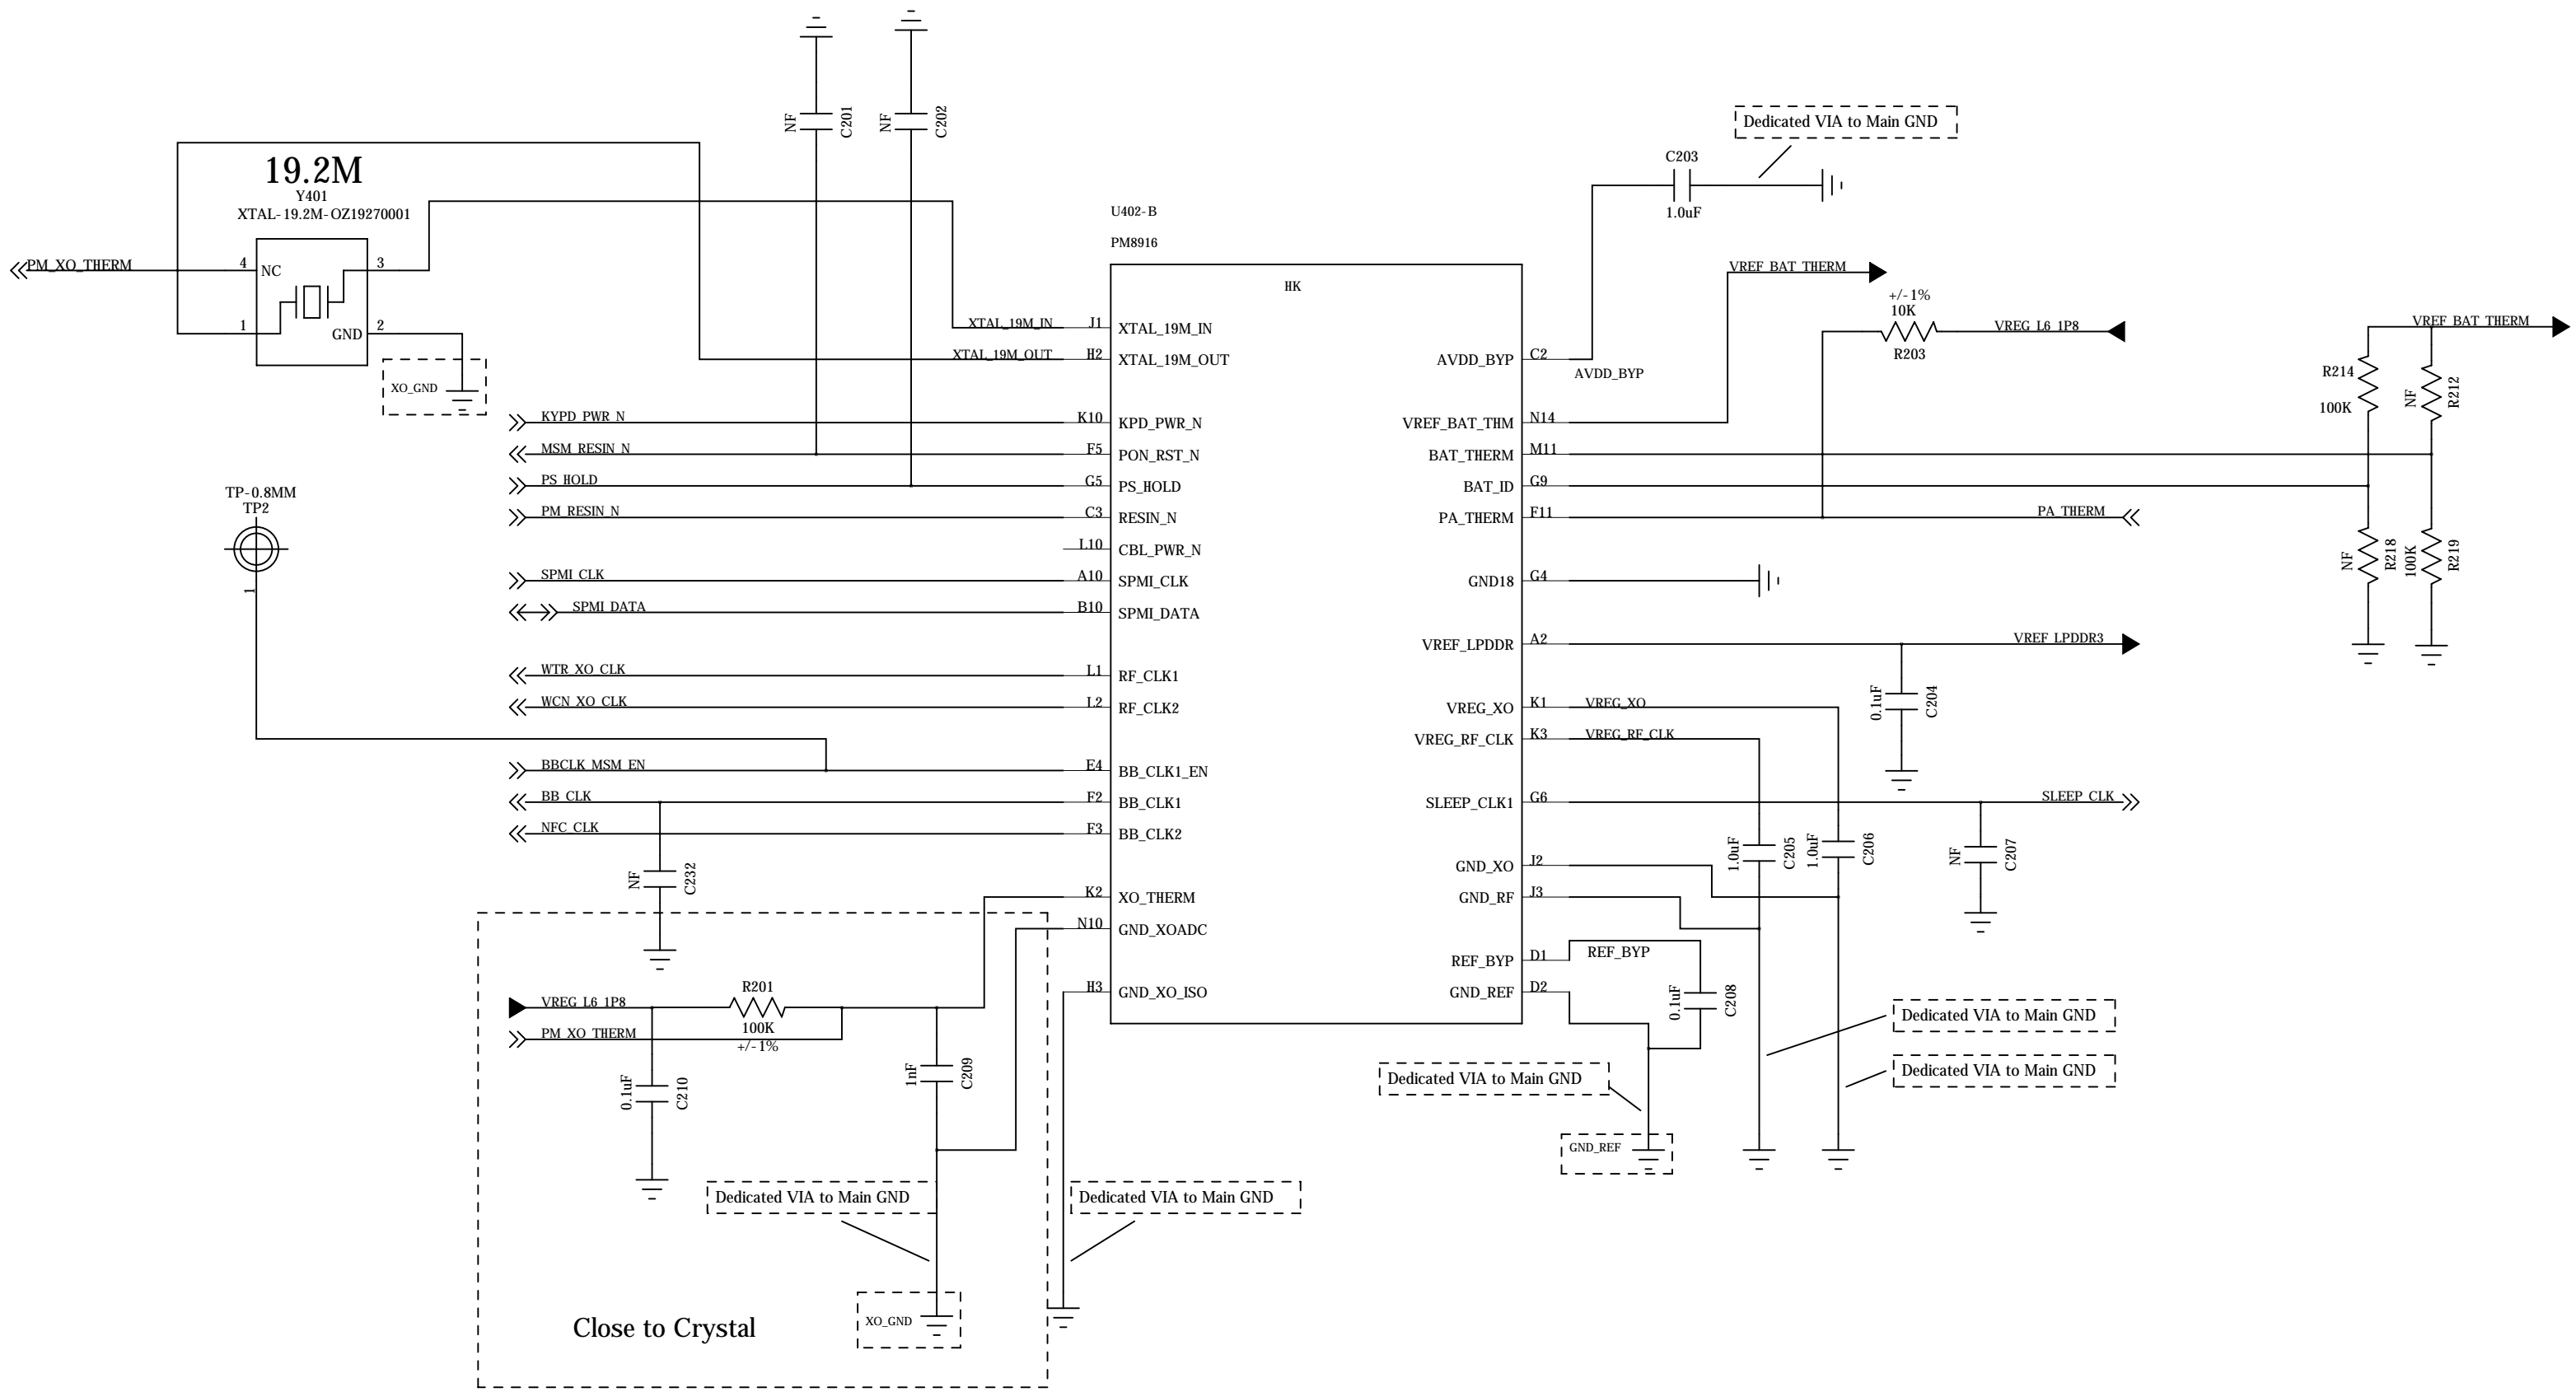 19.2M
Y401
XTAL-19.2M-OZ19270001
PM_XO_THERM
4
NC
3
1
GND
2
XO_GND
NF
C201
NF
C202
TP-0.8MM
TP2
1
U402-B
PM8916
HK
XTAL_19M_IN
J1
XTAL_19M_IN
XTAL_19M_OUT
H2
XTAL_19M_OUT
KYPD_PWR_N
K10
KPD_PWR_N
MSM_RESIN_N
F5
PON_RST_N
PS_HOLD
G5
PS_HOLD
PM_RESIN_N
C3
RESIN_N
L10
CBL_PWR_N
SPMI_CLK
A10
SPMI_CLK
SPMI_DATA
B10
SPMI_DATA
WTR_XO_CLK
L1
RF_CLK1
WCN_XO_CLK
L2
RF_CLK2
BBCLK_MSM_EN
E4
BB_CLK1_EN
BB_CLK
F2
BB_CLK1
NFC_CLK
F3
BB_CLK2
NF
C232
K2
XO_THERM
N10
GND_XOADC
H3
GND_XO_ISO
VREG_L6_1P8
R201
100K
+/-1%
PM_XO_THERM
0.1uF
C210
1nF
C209
Dedicated VIA to Main GND
XO_GND
Close to Crystal
Dedicated VIA to Main GND
AVDD_BYP
C2
AVDD_BYP
C203
1.0uF
Dedicated VIA to Main GND
VREF_BAT_THM
N14
VREF_BAT_THERM
BAT_THERM
M11
BAT_ID
G9
PA_THERM
F11
PA_THERM
+/-1%
10K
R203
VREG_L6_1P8
GND18
G4
VREF_LPDDR
A2
VREF_LPDDR3
0.1uF
C204
VREG_XO
K1
VREG_XO
VREG_RF_CLK
K3
VREG_RF_CLK
SLEEP_CLK1
G6
SLEEP_CLK
1.0uF
C205
1.0uF
C206
NF
C207
GND_XO
J2
GND_RF
J3
REF_BYP
D1
REF_BYP
GND_REF
D2
0.1uF
C208
Dedicated VIA to Main GND
GND_REF
Dedicated VIA to Main GND
Dedicated VIA to Main GND
VREF_BAT_THERM
R214
100K
NF
R212
NF
R218
100K
R219